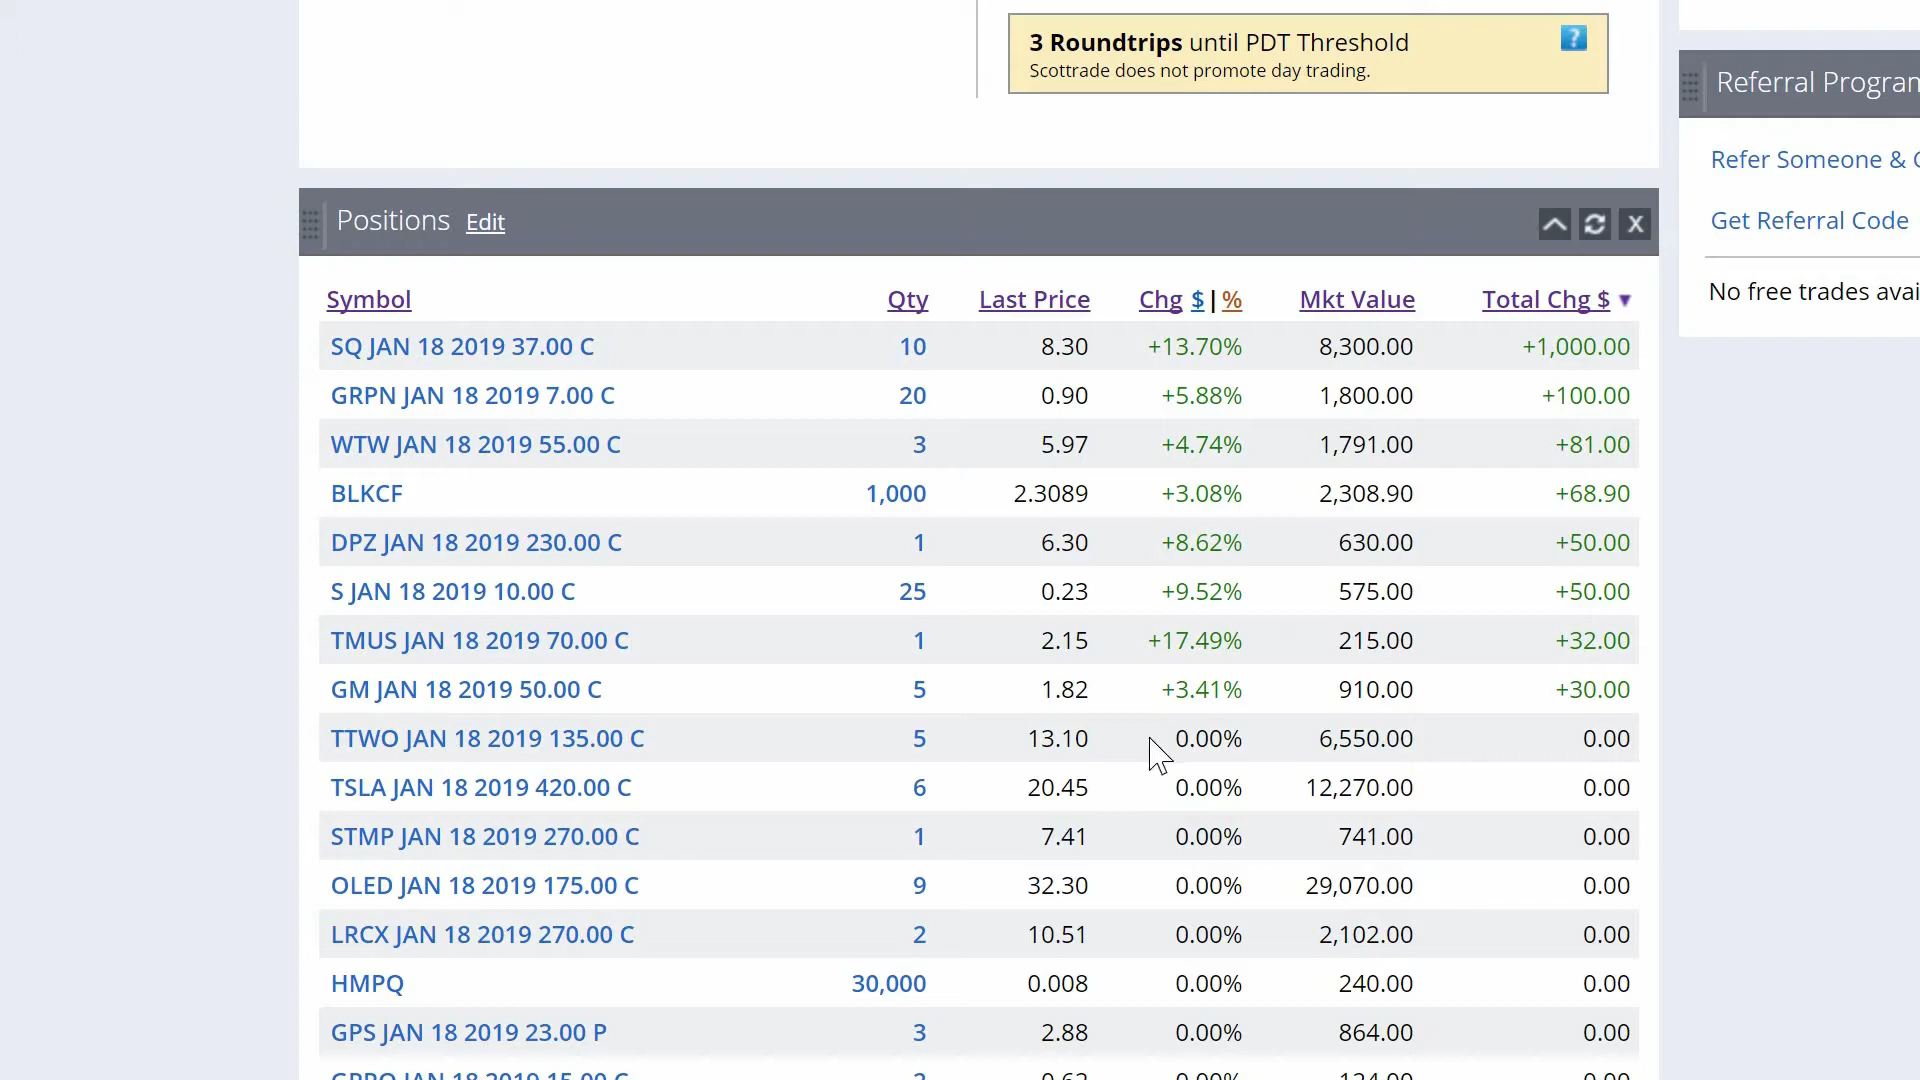 3 Roundtrips until PDT Threshold
Scottrade does not promote day trading.
Referral Program
Refer Someone &
Get Referral Code
No free trades avai
Positions Edit
Symbol Qty Last Price Chg $|% Mkt Value Total Chg $
SQ JAN 18 2019 37.00 C 10 8.30 +13.70% 8,300.00 +1,000.00
GRPN JAN 18 2019 7.00 C 20 0.90 +5.88% 1,800.00 +100.00
WTW JAN 18 2019 55.00 C 3 5.97 +4.74% 1,791.00 +81.00
BLKCF 1,000 2.3089 +3.08% 2,308.90 +68.90
DPZ JAN 18 2019 230.00 C 1 6.30 +8.62% 630.00 +50.00
S JAN 18 2019 10.00 C 25 0.23 +9.52% 575.00 +50.00
TMUS JAN 18 2019 70.00 C 1 2.15 +17.49% 215.00 +32.00
GM JAN 18 2019 50.00 C 5 1.82 +3.41% 910.00 +30.00
TTWO JAN 18 2019 135.00 C 5 13.10 0.00% 6,550.00 0.00
TSLA JAN 18 2019 420.00 C 6 20.45 0.00% 12,270.00 0.00
STMP JAN 18 2019 270.00 C 1 7.41 0.00% 741.00 0.00
OLED JAN 18 2019 175.00 C 9 32.30 0.00% 29,070.00 0.00
LRCX JAN 18 2019 270.00 C 2 10.51 0.00% 2,102.00 0.00
HMPQ 30,000 0.008 0.00% 240.00 0.00
GPS JAN 18 2019 23.00 P 3 2.88 0.00% 864.00 0.00